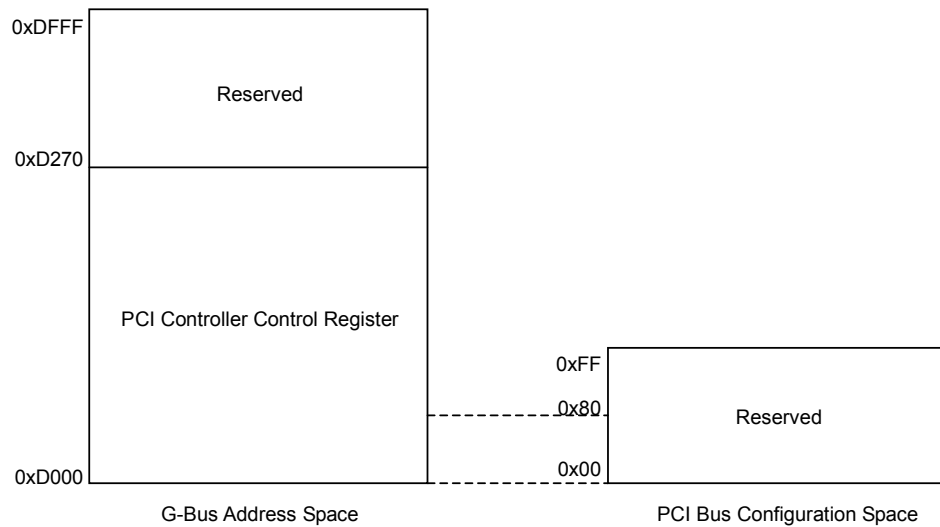 0xDFFF
Reserved
0xD270
PCI Controller Control Register
0xFF
0x80
Reserved
0x00
0xD000
G-Bus Address Space
PCI Bus Configuration Space